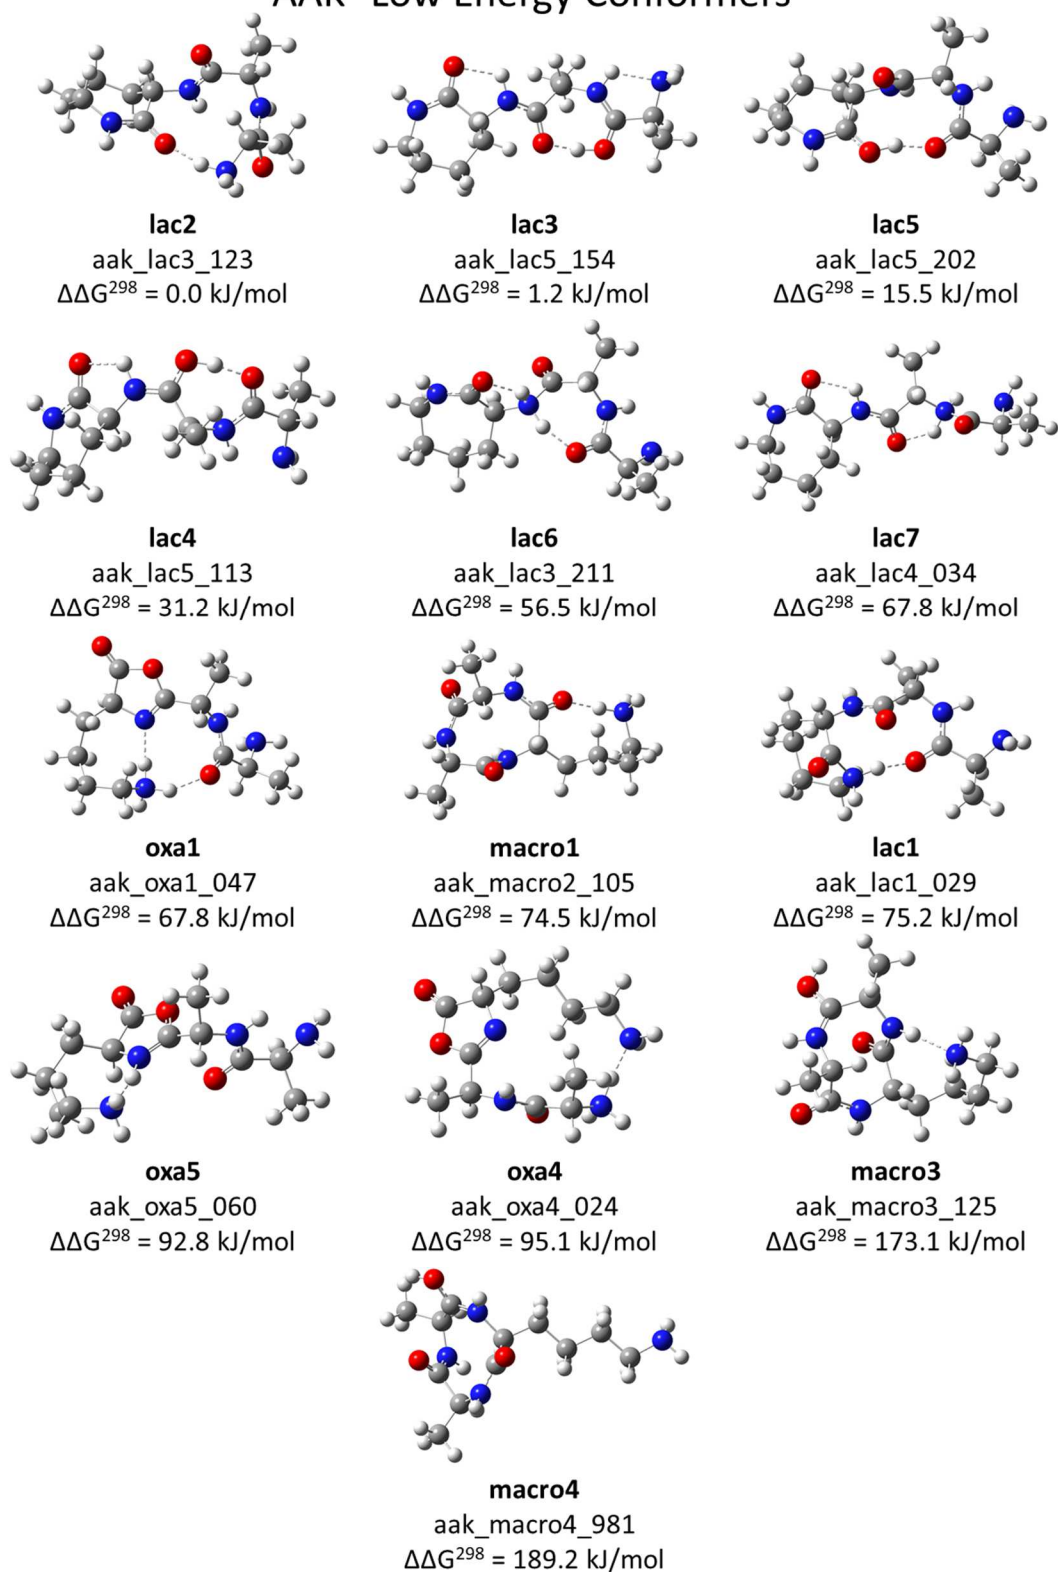 AAK Low Energy Conformers
lac2 lac3 lac5
aak_lac3_123 aak_lac5_154 aak_lac5_202
ΔΔG²⁹⁸ = 0.0 kJ/mol ΔΔG²⁹⁸ = 1.2 kJ/mol ΔΔG²⁹⁸ = 15.5 kJ/mol
lac4 lac6 lac7
aak_lac5_113 aak_lac3_211 aak_lac4_034
ΔΔG²⁹⁸ = 31.2 kJ/mol ΔΔG²⁹⁸ = 56.5 kJ/mol ΔΔG²⁹⁸ = 67.8 kJ/mol
oxa1 macro1 lac1
aak_oxa1_047 aak_macro2_105 aak_lac1_029
ΔΔG²⁹⁸ = 67.8 kJ/mol ΔΔG²⁹⁸ = 74.5 kJ/mol ΔΔG²⁹⁸ = 75.2 kJ/mol
oxa5 oxa4 macro3
aak_oxa5_060 aak_oxa4_024 aak_macro3_125
ΔΔG²⁹⁸ = 92.8 kJ/mol ΔΔG²⁹⁸ = 95.1 kJ/mol ΔΔG²⁹⁸ = 173.1 kJ/mol
macro4
aak_macro4_981
ΔΔG²⁹⁸ = 189.2 kJ/mol